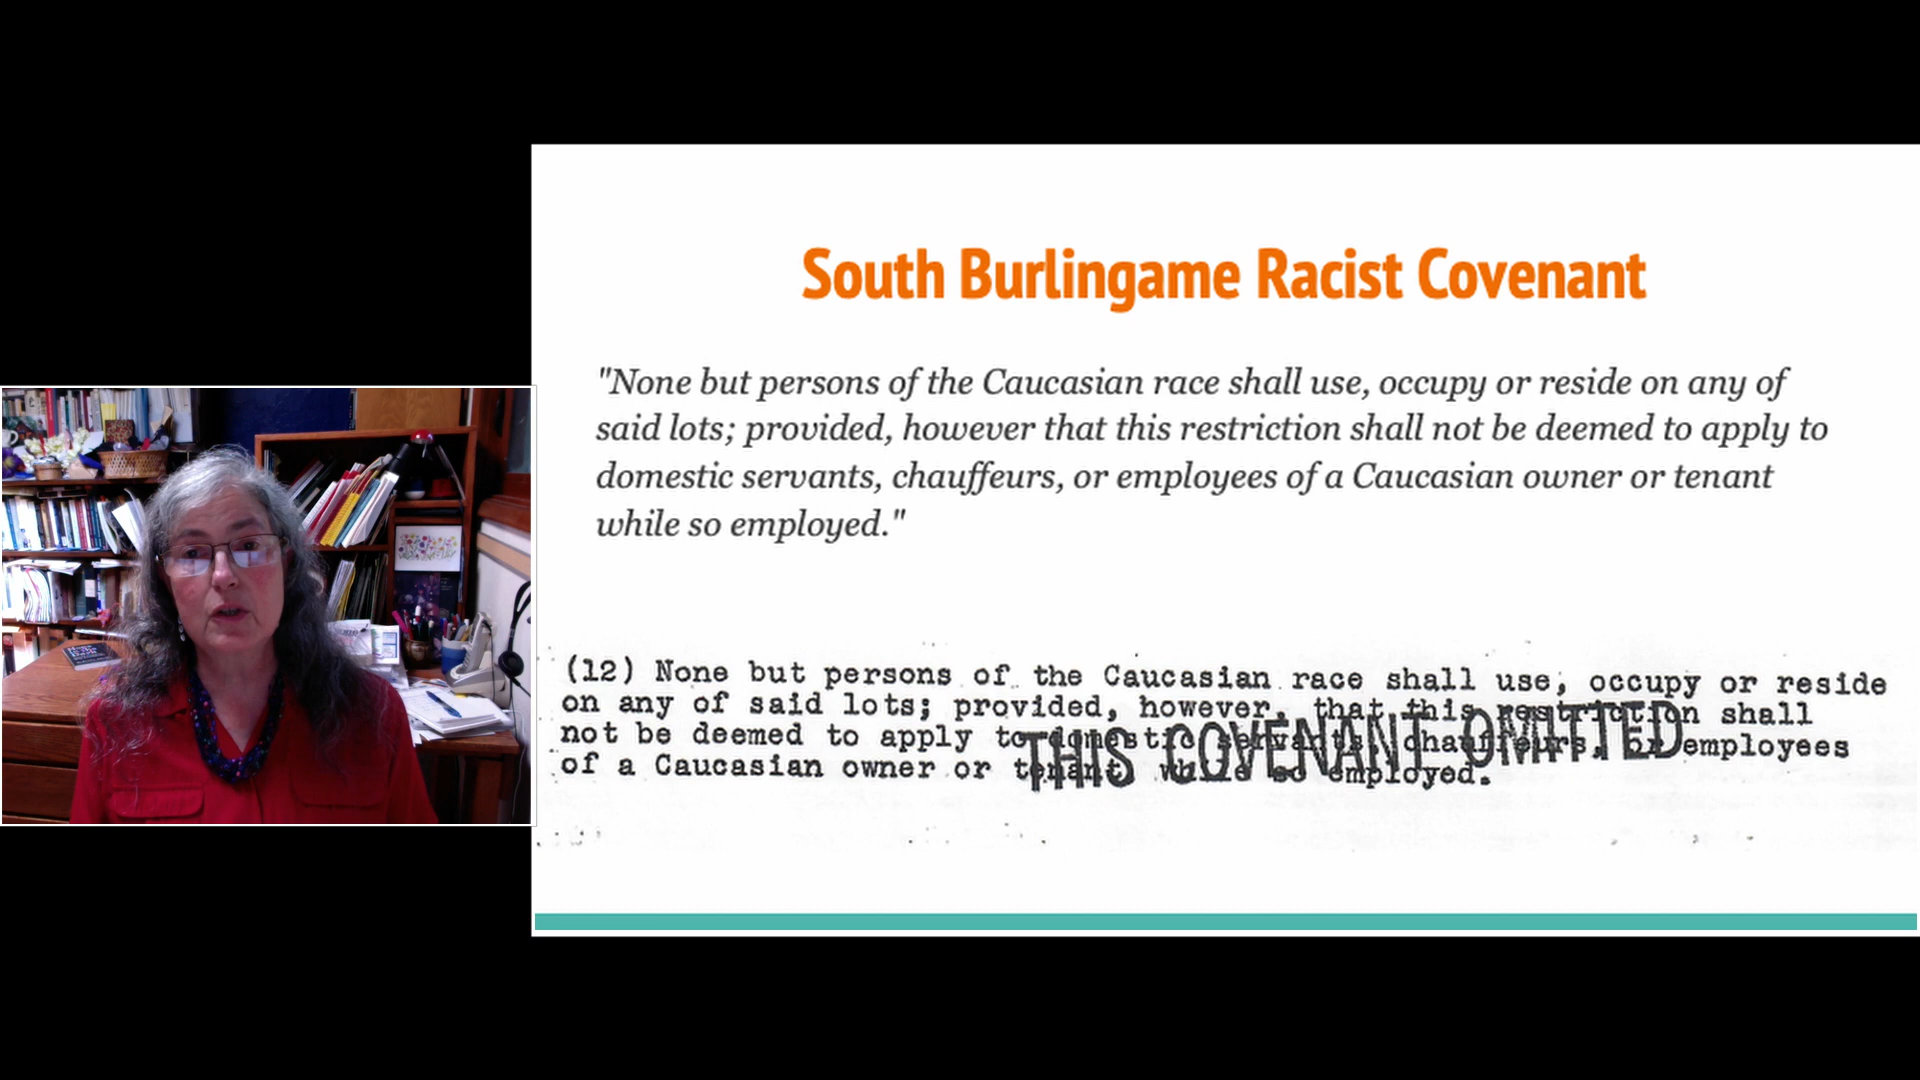 South Burlingame Racist Covenant
"None but persons of the Caucasian race shall use, occupy or reside on any of
said lots; provided, however that this restriction shall not be deemed to apply to
domestic servants, chauffeurs, or employees of a Caucasian owner or tenant
while so employed."
(12) None but persons of the Caucasian race shall use, occupy or reside
on any of said lots; provided, however, that this restriction shall
not be deemed to apply to domestic servants, chauffeurs, or employees
of a Caucasian owner or tenant while so employed.
THIS COVENANT OMITTED